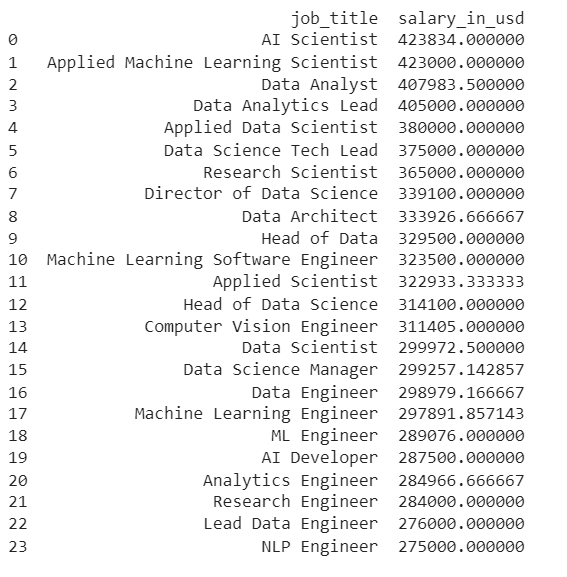 job_title salary_in_usd
0 AI Scientist 423834.000000
1 Applied Machine Learning Scientist 423000.000000
2 Data Analyst 407983.500000
3 Data Analytics Lead 405000.000000
4 Applied Data Scientist 380000.000000
5 Data Science Tech Lead 375000.000000
6 Research Scientist 365000.000000
7 Director of Data Science 339100.000000
8 Data Architect 333926.666667
9 Head of Data 329500.000000
10 Machine Learning Software Engineer 323500.000000
11 Applied Scientist 322933.333333
12 Head of Data Science 314100.000000
13 Computer Vision Engineer 311405.000000
14 Data Scientist 299972.500000
15 Data Science Manager 299257.142857
16 Data Engineer 298979.166667
17 Machine Learning Engineer 297891.857143
18 ML Engineer 289076.000000
19 AI Developer 287500.000000
20 Analytics Engineer 284966.666667
21 Research Engineer 284000.000000
22 Lead Data Engineer 276000.000000
23 NLP Engineer 275000.000000